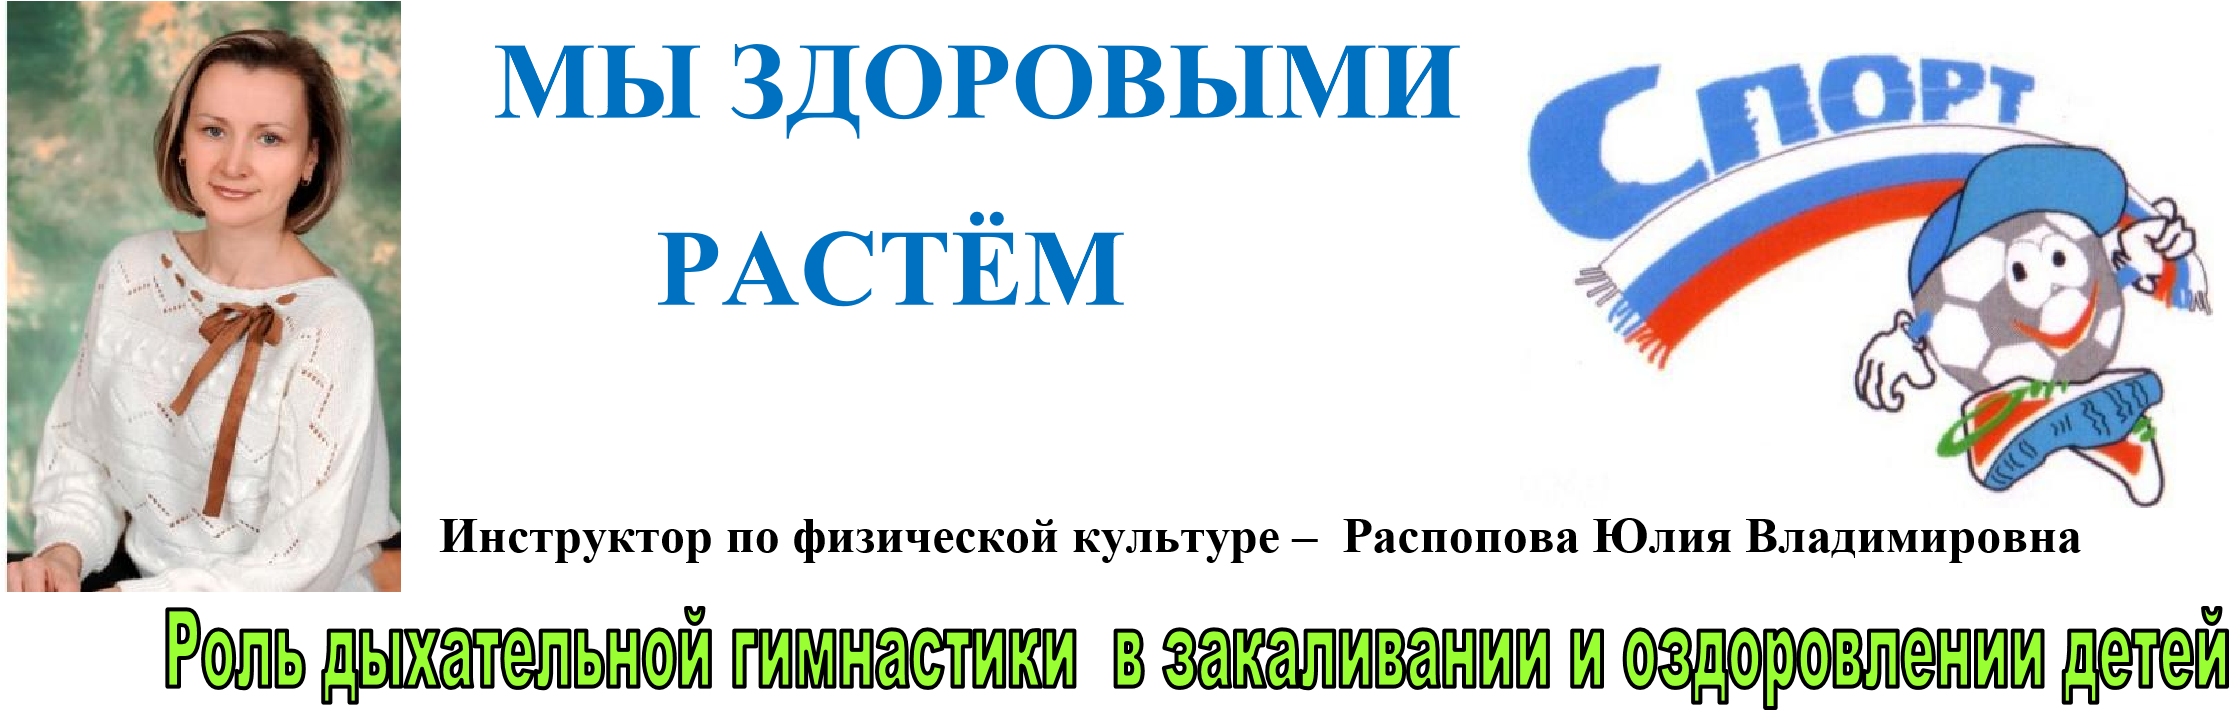 МЫ ЗДОРОВЫМИ
РАСТЁМ
СПОРТ
Инструктор по физической культуре – Распопова Юлия Владимировна
Роль дыхательной гимнастики в закаливании и оздоровлении детей